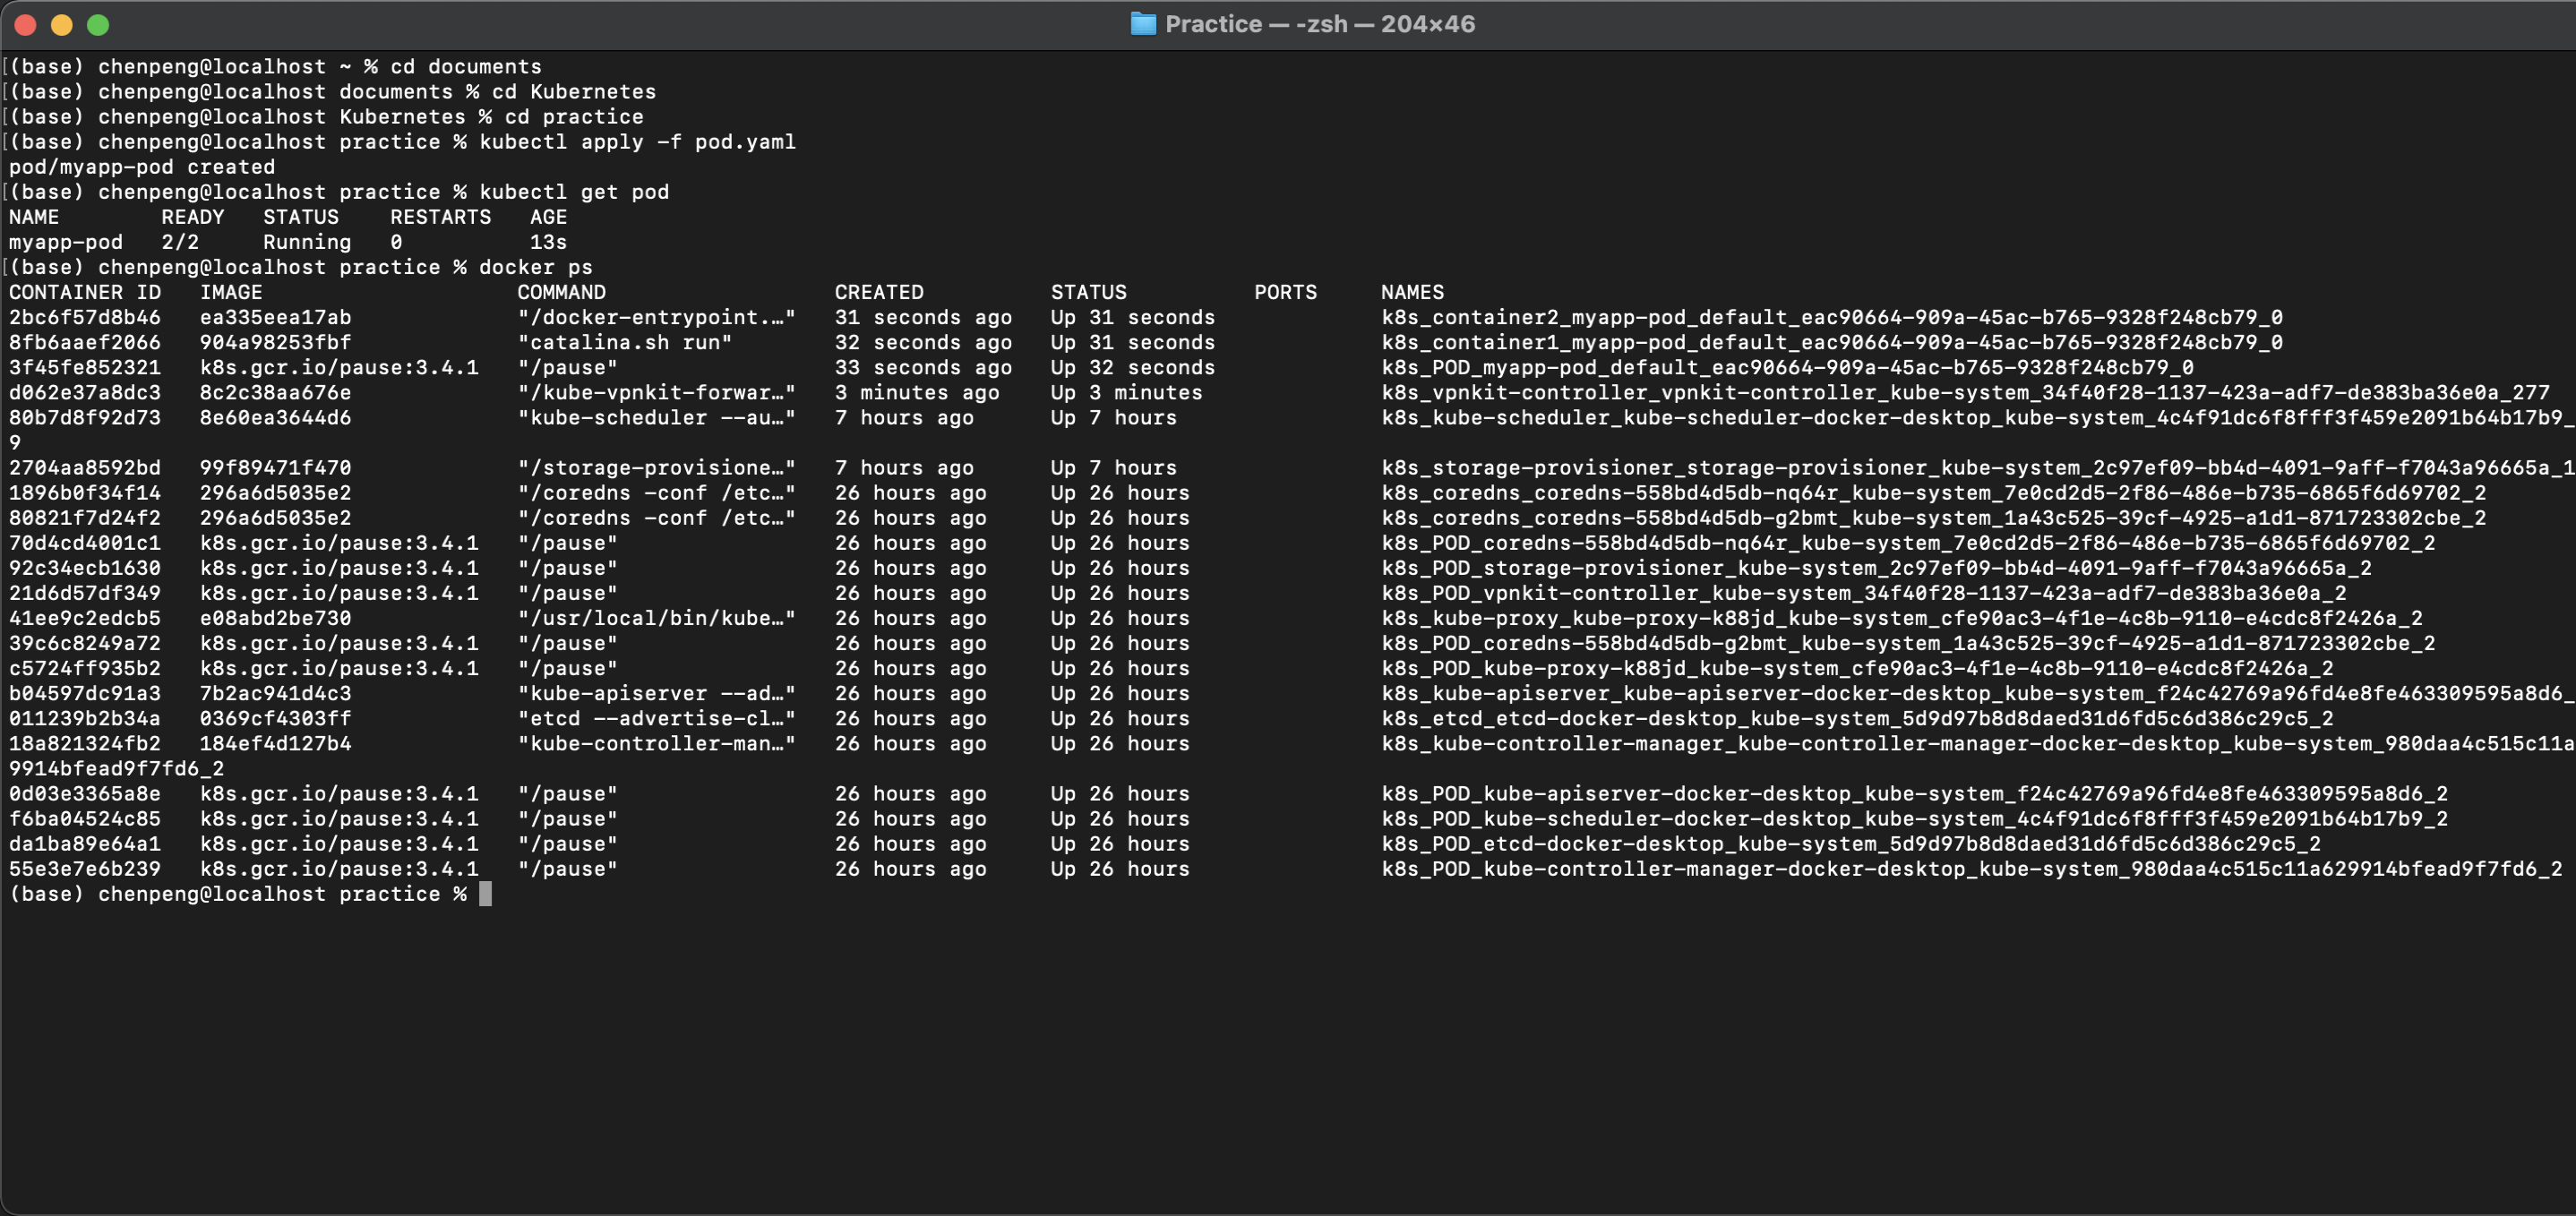 Practice — -zsh — 204×46
(base) chenpeng@localhost ~ % cd documents
(base) chenpeng@localhost documents % cd Kubernetes
(base) chenpeng@localhost Kubernetes % cd practice
(base) chenpeng@localhost practice % kubectl apply -f pod.yaml
pod/myapp-pod created
(base) chenpeng@localhost practice % kubectl get pod
NAME        READY   STATUS    RESTARTS   AGE
myapp-pod   2/2     Running   0          13s
(base) chenpeng@localhost practice % docker ps
CONTAINER ID   IMAGE                    COMMAND                  CREATED          STATUS          PORTS     NAMES
2bc6f57d8b46   ea335eea17ab             "/docker-entrypoint.…"   31 seconds ago   Up 31 seconds             k8s_container2_myapp-pod_default_eac90664-909a-45ac-b765-9328f248cb79_0
8fb6aaef2066   904a98253fbf             "catalina.sh run"        32 seconds ago   Up 31 seconds             k8s_container1_myapp-pod_default_eac90664-909a-45ac-b765-9328f248cb79_0
3f45fe852321   k8s.gcr.io/pause:3.4.1   "/pause"                 33 seconds ago   Up 32 seconds             k8s_POD_myapp-pod_default_eac90664-909a-45ac-b765-9328f248cb79_0
d062e37a8dc3   8c2c38aa676e             "/kube-vpnkit-forwar…"   3 minutes ago    Up 3 minutes              k8s_vpnkit-controller_vpnkit-controller_kube-system_34f40f28-1137-423a-adf7-de383ba36e0a_277
80b7d8f92d73   8e60ea3644d6             "kube-scheduler --au…"   7 hours ago      Up 7 hours                k8s_kube-scheduler_kube-scheduler-docker-desktop_kube-system_4c4f91dc6f8fff3f459e2091b64b17b9_
9
2704aa8592bd   99f89471f470             "/storage-provisione…"   7 hours ago      Up 7 hours                k8s_storage-provisioner_storage-provisioner_kube-system_2c97ef09-bb4d-4091-9aff-f7043a96665a_1
1896b0f34f14   296a6d5035e2             "/coredns -conf /etc…"   26 hours ago     Up 26 hours               k8s_coredns_coredns-558bd4d5db-nq64r_kube-system_7e0cd2d5-2f86-486e-b735-6865f6d69702_2
80821f7d24f2   296a6d5035e2             "/coredns -conf /etc…"   26 hours ago     Up 26 hours               k8s_coredns_coredns-558bd4d5db-g2bmt_kube-system_1a43c525-39cf-4925-a1d1-871723302cbe_2
70d4cd4001c1   k8s.gcr.io/pause:3.4.1   "/pause"                 26 hours ago     Up 26 hours               k8s_POD_coredns-558bd4d5db-nq64r_kube-system_7e0cd2d5-2f86-486e-b735-6865f6d69702_2
92c34ecb1630   k8s.gcr.io/pause:3.4.1   "/pause"                 26 hours ago     Up 26 hours               k8s_POD_storage-provisioner_kube-system_2c97ef09-bb4d-4091-9aff-f7043a96665a_2
21d6d57df349   k8s.gcr.io/pause:3.4.1   "/pause"                 26 hours ago     Up 26 hours               k8s_POD_vpnkit-controller_kube-system_34f40f28-1137-423a-adf7-de383ba36e0a_2
41ee9c2edcb5   e08abd2be730             "/usr/local/bin/kube…"   26 hours ago     Up 26 hours               k8s_kube-proxy_kube-proxy-k88jd_kube-system_cfe90ac3-4f1e-4c8b-9110-e4cdc8f2426a_2
39c6c8249a72   k8s.gcr.io/pause:3.4.1   "/pause"                 26 hours ago     Up 26 hours               k8s_POD_coredns-558bd4d5db-g2bmt_kube-system_1a43c525-39cf-4925-a1d1-871723302cbe_2
c5724ff935b2   k8s.gcr.io/pause:3.4.1   "/pause"                 26 hours ago     Up 26 hours               k8s_POD_kube-proxy-k88jd_kube-system_cfe90ac3-4f1e-4c8b-9110-e4cdc8f2426a_2
b04597dc91a3   7b2ac941d4c3             "kube-apiserver --ad…"   26 hours ago     Up 26 hours               k8s_kube-apiserver_kube-apiserver-docker-desktop_kube-system_f24c42769a96fd4e8fe463309595a8d6_
011239b2b34a   0369cf4303ff             "etcd --advertise-cl…"   26 hours ago     Up 26 hours               k8s_etcd_etcd-docker-desktop_kube-system_5d9d97b8d8daed31d6fd5c6d386c29c5_2
18a821324fb2   184ef4d127b4             "kube-controller-man…"   26 hours ago     Up 26 hours               k8s_kube-controller-manager_kube-controller-manager-docker-desktop_kube-system_980daa4c515c11a
9914bfead9f7fd6_2
0d03e3365a8e   k8s.gcr.io/pause:3.4.1   "/pause"                 26 hours ago     Up 26 hours               k8s_POD_kube-apiserver-docker-desktop_kube-system_f24c42769a96fd4e8fe463309595a8d6_2
f6ba04524c85   k8s.gcr.io/pause:3.4.1   "/pause"                 26 hours ago     Up 26 hours               k8s_POD_kube-scheduler-docker-desktop_kube-system_4c4f91dc6f8fff3f459e2091b64b17b9_2
da1ba89e64a1   k8s.gcr.io/pause:3.4.1   "/pause"                 26 hours ago     Up 26 hours               k8s_POD_etcd-docker-desktop_kube-system_5d9d97b8d8daed31d6fd5c6d386c29c5_2
55e3e7e6b239   k8s.gcr.io/pause:3.4.1   "/pause"                 26 hours ago     Up 26 hours               k8s_POD_kube-controller-manager-docker-desktop_kube-system_980daa4c515c11a629914bfead9f7fd6_2
(base) chenpeng@localhost practice %